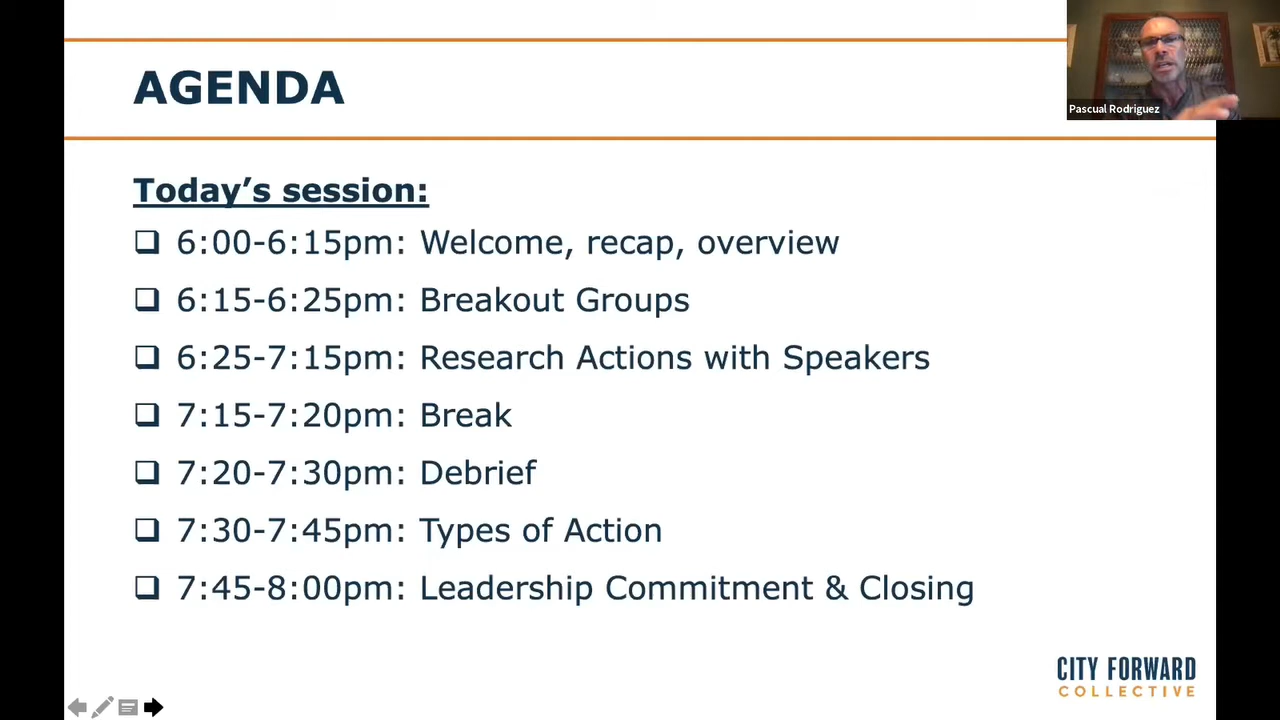 AGENDA
Pascual Rodriguez
Today’s session:
❑ 6:00-6:15pm: Welcome, recap, overview
❑ 6:15-6:25pm: Breakout Groups
❑ 6:25-7:15pm: Research Actions with Speakers
❑ 7:15-7:20pm: Break
❑ 7:20-7:30pm: Debrief
❑ 7:30-7:45pm: Types of Action
❑ 7:45-8:00pm: Leadership Commitment & Closing
CITY FORWARD
COLLECTIVE